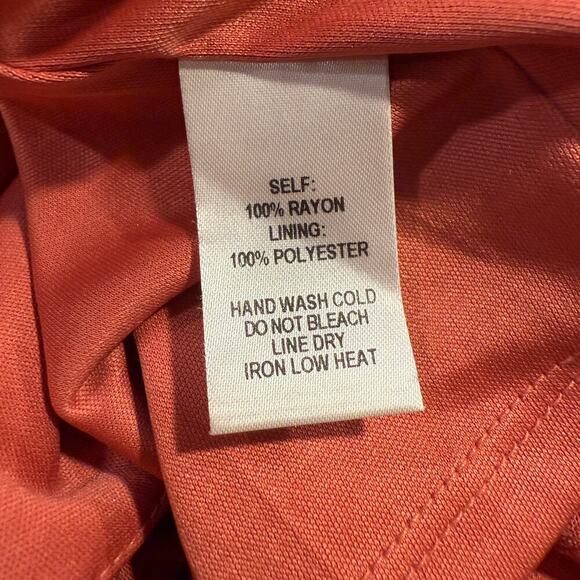 SELF:
100% RAYON
LINING:
100% POLYESTER
HAND WASH COLD
DO NOT BLEACH
LINE DRY
IRON LOW HEAT